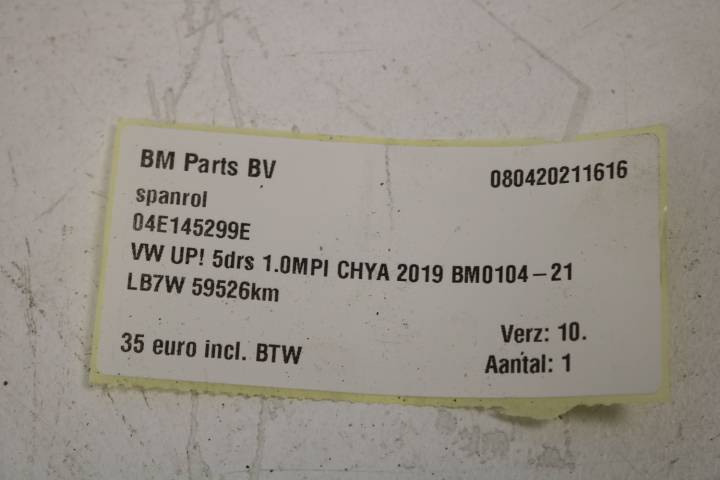 BM Parts BV 080420211616
spanrol
04E145299E
VW UP! 5drs 1.0MPI CHYA 2019 BM0104-21
LB7W 59526km
Verz: 10.
35 euro incl. BTW Aantal: 1